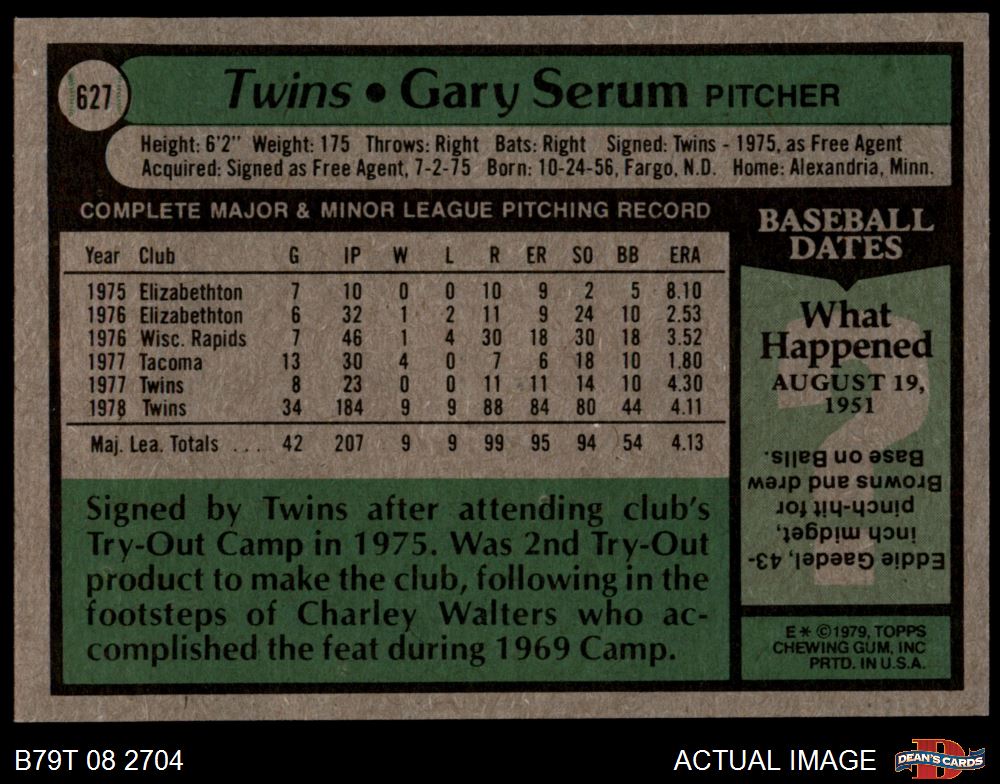 627
Twins • Gary Serum PITCHER
Height: 6'2" Weight: 175 Throws: Right Bats: Right Signed: Twins - 1975, as Free Agent
Acquired: Signed as Free Agent, 7-2-75 Born: 10-24-56, Fargo, N.D. Home: Alexandria, Minn.
COMPLETE MAJOR & MINOR LEAGUE PITCHING RECORD
Year Club G IP W L R ER SO BB ERA
1975 Elizabethton 7 10 0 0 10 9 2 5 8.10
1976 Elizabethton 6 32 1 2 11 9 24 10 2.53
1976 Wisc. Rapids 7 46 1 4 30 18 30 18 3.52
1977 Tacoma 13 30 4 0 7 6 18 10 1.80
1977 Twins 8 23 0 0 11 11 14 10 4.30
1978 Twins 34 184 9 9 88 84 80 44 4.11
Maj. Lea. Totals .... 42 207 9 9 99 95 94 54 4.13
Signed by Twins after attending club's
Try-Out Camp in 1975. Was 2nd Try-Out
product to make the club, following in the
footsteps of Charley Walters who ac-
complished the feat during 1969 Camp.
BASEBALL
DATES
What
Happened
AUGUST 19,
1951
?
Eddie Gaedel, 43-
inch midget,
pinch-hit for
Browns and drew
Base on Balls.
E* ©1979, TOPPS
CHEWING GUM, INC
PRTD. IN U.S.A.
B79T 08 2704
ACTUAL IMAGE
D
DEAN'S CARDS